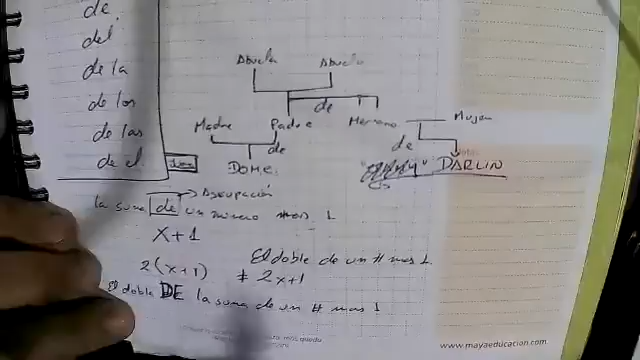 de
del
de la
de los
de las
de el
Abuela Abuelo
de
Madre Padre Hermano Mujer
de de
DOME DARLIN
Agrupación
la suma de un número mas 1
x+1
El doble de un # mas 1
2(x+1) ≠ 2x+1
El doble DE la suma de un # mas 1
www.mayaeducacion.com